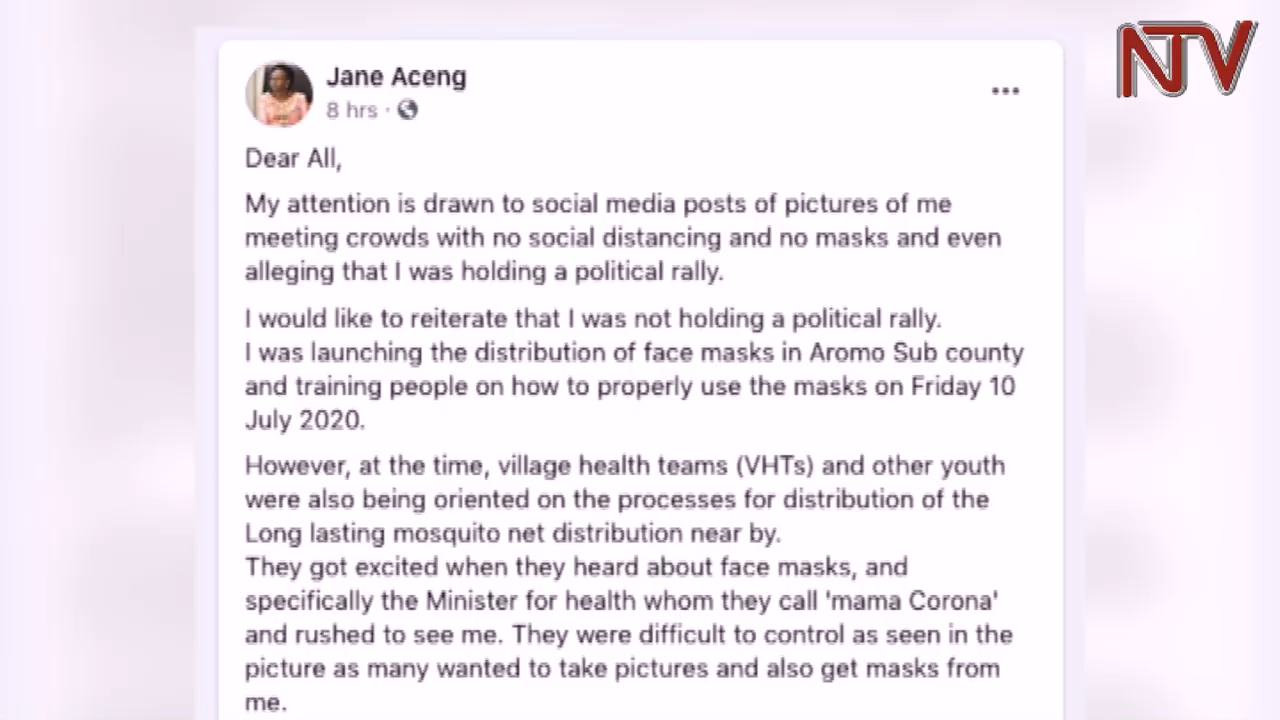 NTV
Jane Aceng
8 hrs ·
Dear All,
My attention is drawn to social media posts of pictures of me
meeting crowds with no social distancing and no masks and even
alleging that I was holding a political rally.
I would like to reiterate that I was not holding a political rally.
I was launching the distribution of face masks in Aromo Sub county
and training people on how to properly use the masks on Friday 10
July 2020.
However, at the time, village health teams (VHTs) and other youth
were also being oriented on the processes for distribution of the
Long lasting mosquito net distribution near by.
They got excited when they heard about face masks, and
specifically the Minister for health whom they call 'mama Corona'
and rushed to see me. They were difficult to control as seen in the
picture as many wanted to take pictures and also get masks from
me.